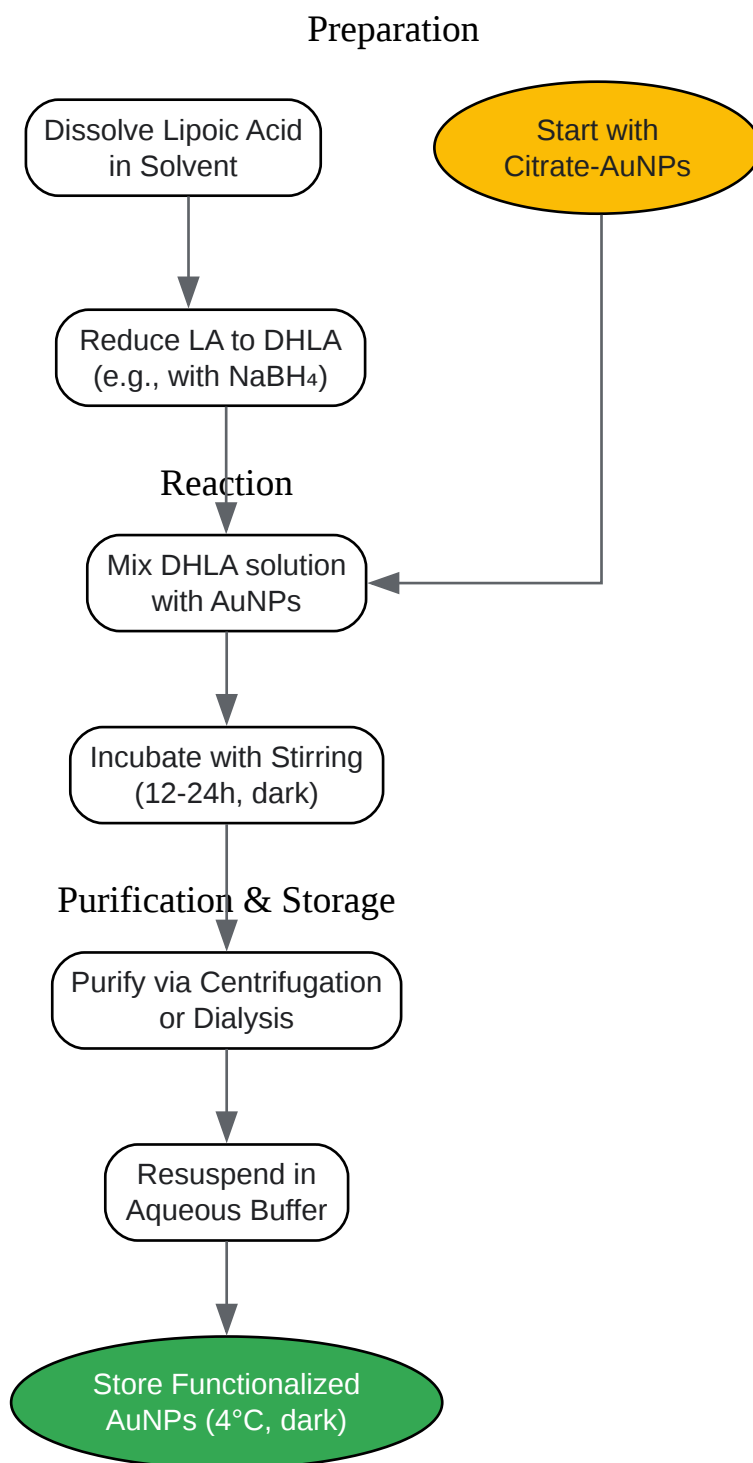 Preparation
Dissolve Lipoic Acid
in Solvent
Start with
Citrate-AuNPs
Reduce LA to DHLA
(e.g., with NaBH₄)
Reaction
Mix DHLA solution
with AuNPs
Incubate with Stirring
(12-24h, dark)
Purification & Storage
Purify via Centrifugation
or Dialysis
Resuspend in
Aqueous Buffer
Store Functionalized
AuNPs (4°C, dark)